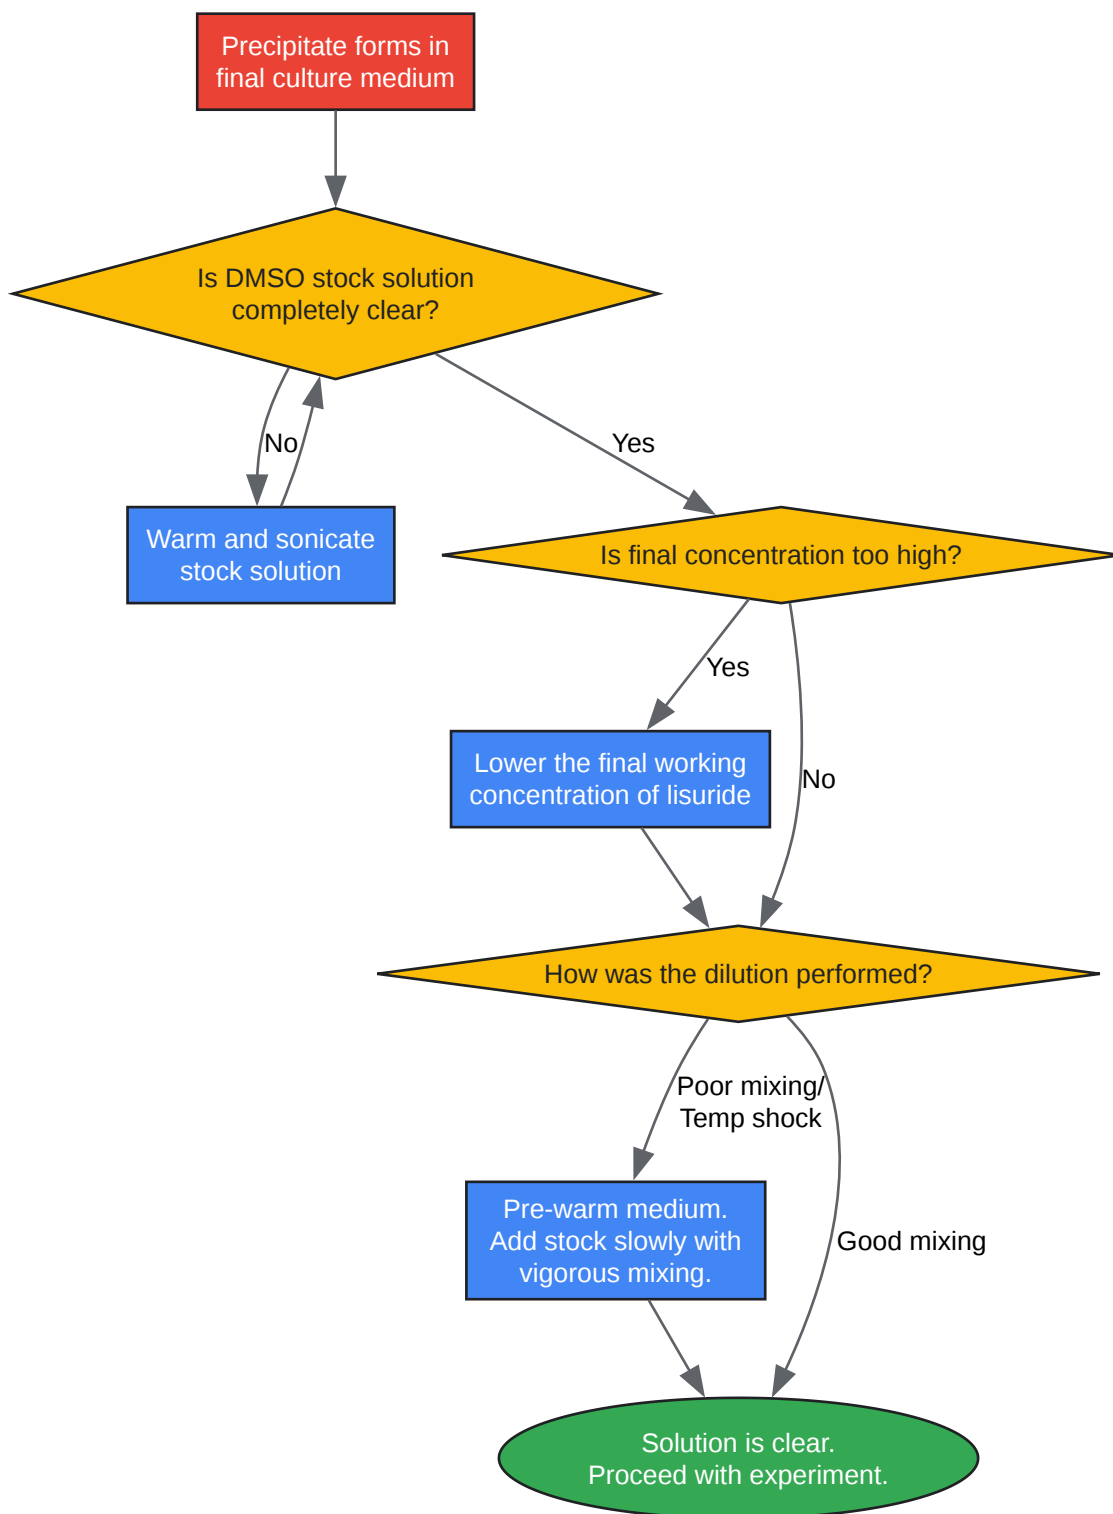 Precipitate forms in
final culture medium
Is DMSO stock solution
completely clear?
No
Yes
Warm and sonicate
stock solution
Is final concentration too high?
Yes
Lower the final working
concentration of lisuride
No
How was the dilution performed?
Poor mixing/
Temp shock
Pre-warm medium.
Add stock slowly with
vigorous mixing.
Good mixing
Solution is clear.
Proceed with experiment.